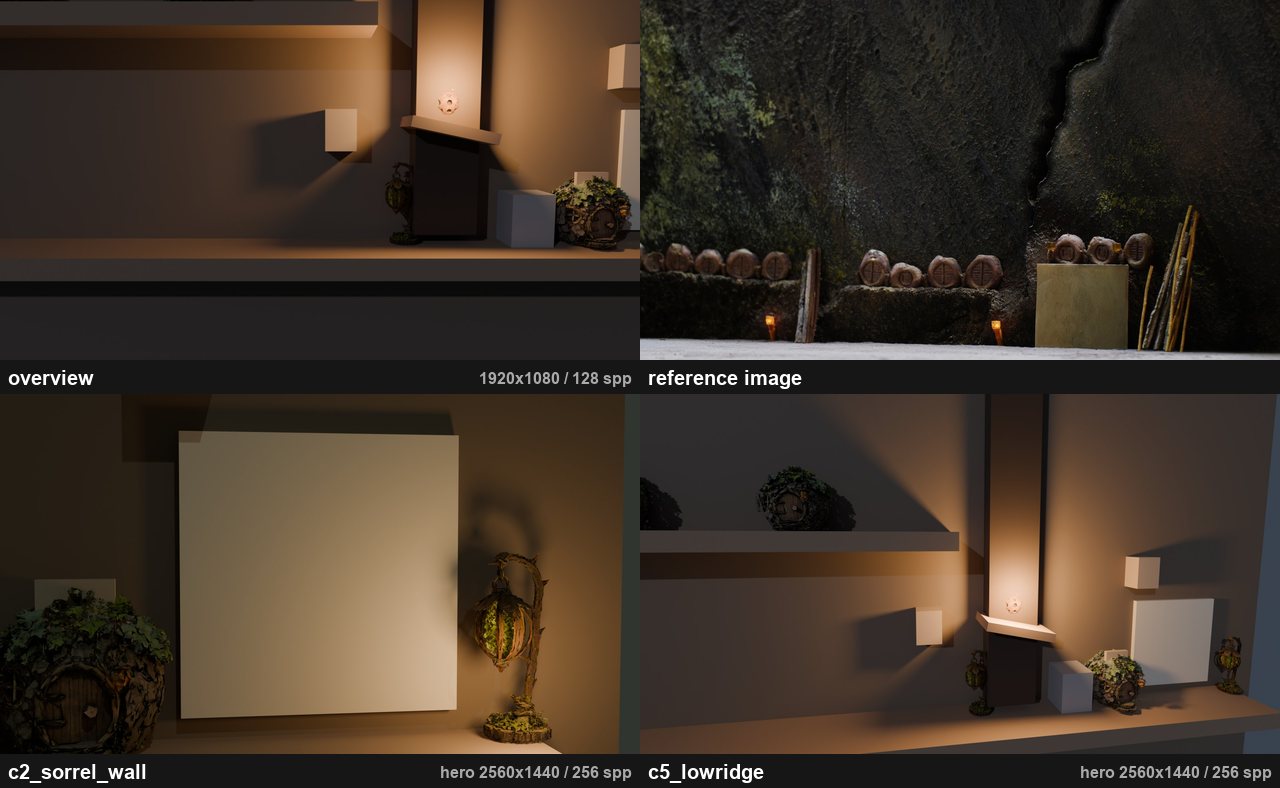 overview
1920x1080 / 128 spp
reference image
c2_sorrel_wall
hero 2560x1440 / 256 spp
c5_lowridge
hero 2560x1440 / 256 spp